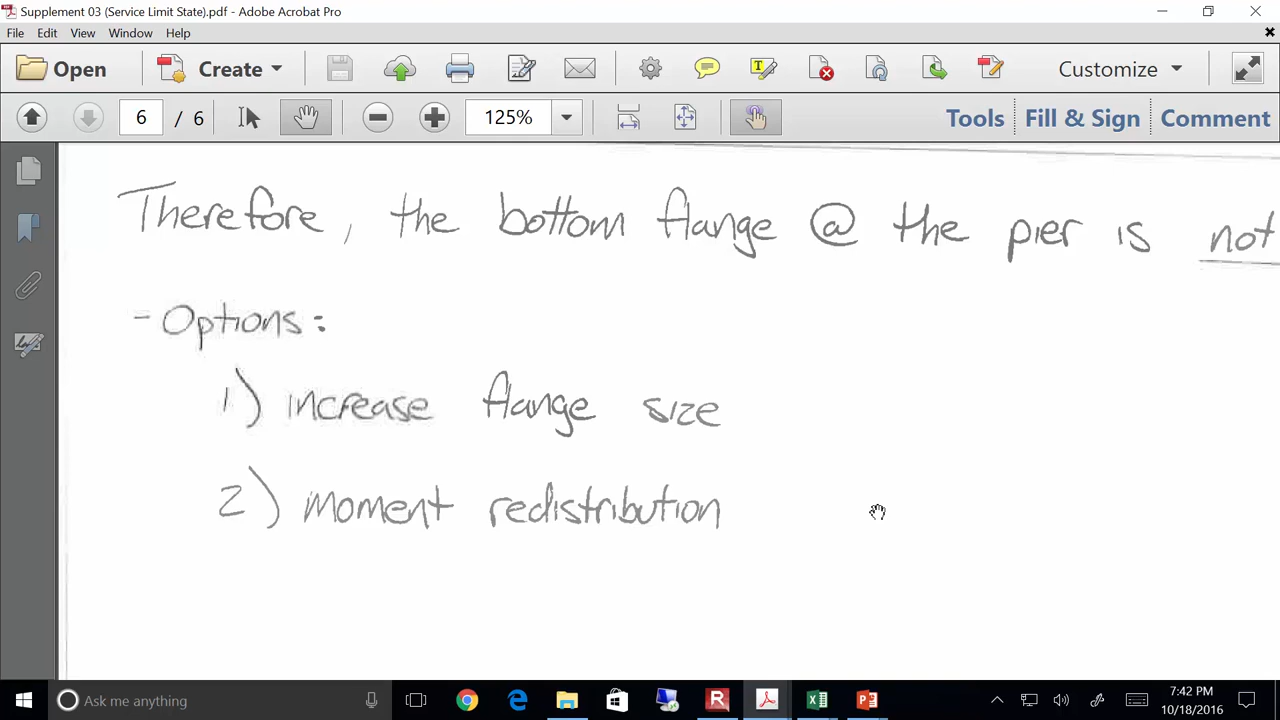 Supplement 03 (Service Limit State).pdf - Adobe Acrobat Pro
File Edit View Window Help
Open Create Customize
6 / 6 125% Tools Fill & Sign Comment
Therefore, the bottom flange @ the pier is not
- Options:
1) increase flange size
2) moment redistribution
Ask me anything
7:42 PM
10/18/2016